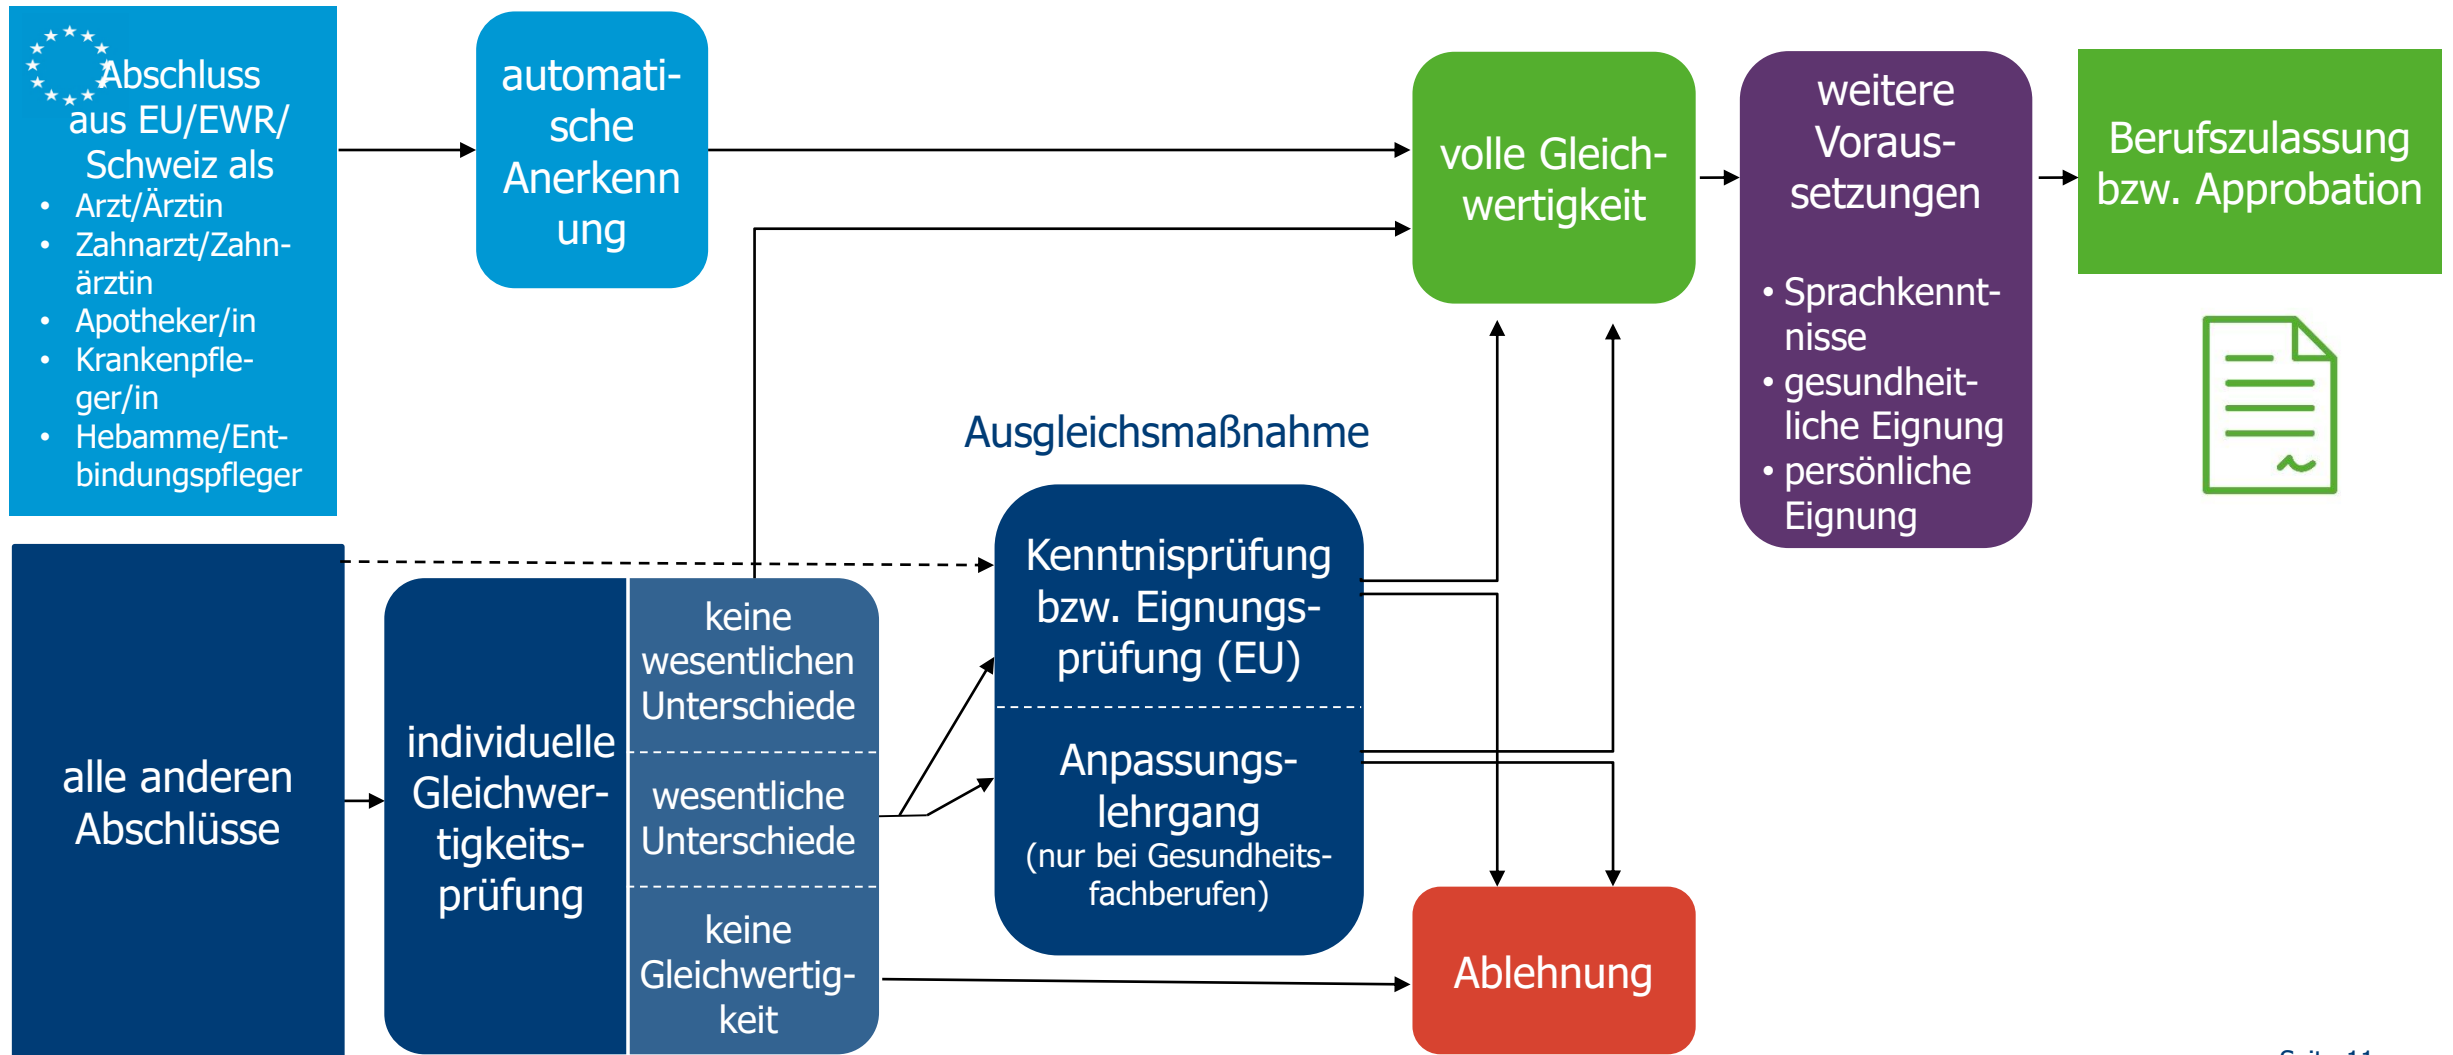 Abschluss
aus EU/EWR/
Schweiz als
• Arzt/Ärztin
• Zahnarzt/Zahn-
ärztin
• Apotheker/in
• Krankenpfle-
ger/in
• Hebamme/Ent-
bindungspfleger
automati-
sche
Anerkenn
ung
volle Gleich-
wertigkeit
weitere
Voraus-
setzungen
• Sprachkennt-
nisse
• gesundheit-
liche Eignung
• persönliche
Eignung
Berufszulassung
bzw. Approbation
alle anderen
Abschlüsse
individuelle
Gleichwer-
tigkeits-
prüfung
keine
wesentlichen
Unterschiede
wesentliche
Unterschiede
keine
Gleichwertig-
keit
Ausgleichsmaßnahme
Kenntnisprüfung
bzw. Eignungs-
prüfung (EU)
Anpassungs-
lehrgang
(nur bei Gesundheits-
fachberufen)
Ablehnung
Seite 11